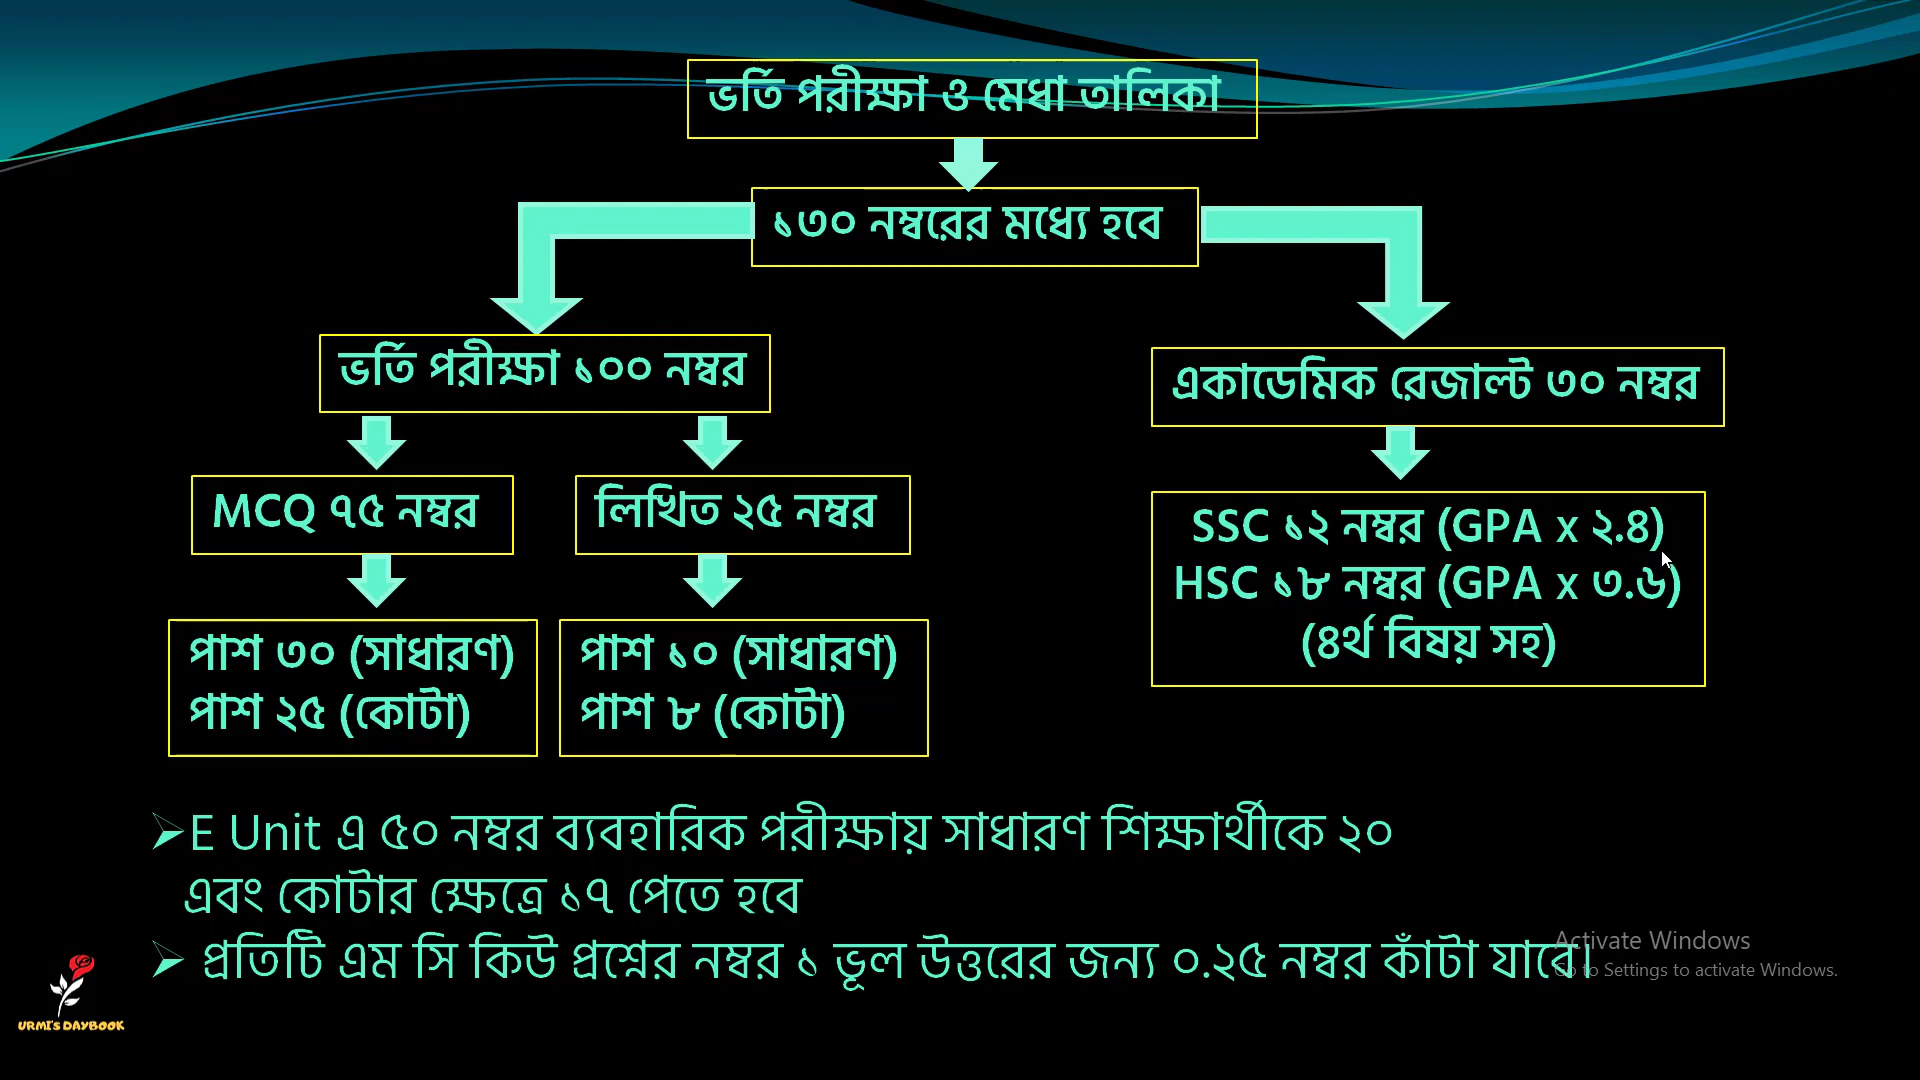 ভর্তি পরীক্ষা ও মেধা তালিকা
১৩০ নম্বরের মধ্যে হবে
ভর্তি পরীক্ষা ১০০ নম্বর
একাডেমিক রেজাল্ট ৩০ নম্বর
MCQ ৭৫ নম্বর
লিখিত ২৫ নম্বর
SSC ১২ নম্বর (GPA x ২.৪)
HSC ১৮ নম্বর (GPA x ৩.৬)
(৪র্থ বিষয় সহ)
পাশ ৩০ (সাধারণ)
পাশ ২৫ (কোটা)
পাশ ১০ (সাধারণ)
পাশ ৮ (কোটা)
➢E Unit এ ৫০ নম্বর ব্যবহারিক পরীক্ষায় সাধারণ শিক্ষার্থীকে ২০
এবং কোটার ক্ষেত্রে ১৭ পেতে হবে
➢ প্রতিটি এম সি কিউ প্রশ্নের নম্বর ১ ভূল উত্তরের জন্য ০.২৫ নম্বর কাঁটা যাবে।
Activate Windows
Go to Settings to activate Windows.
URMI's DAYBOOK